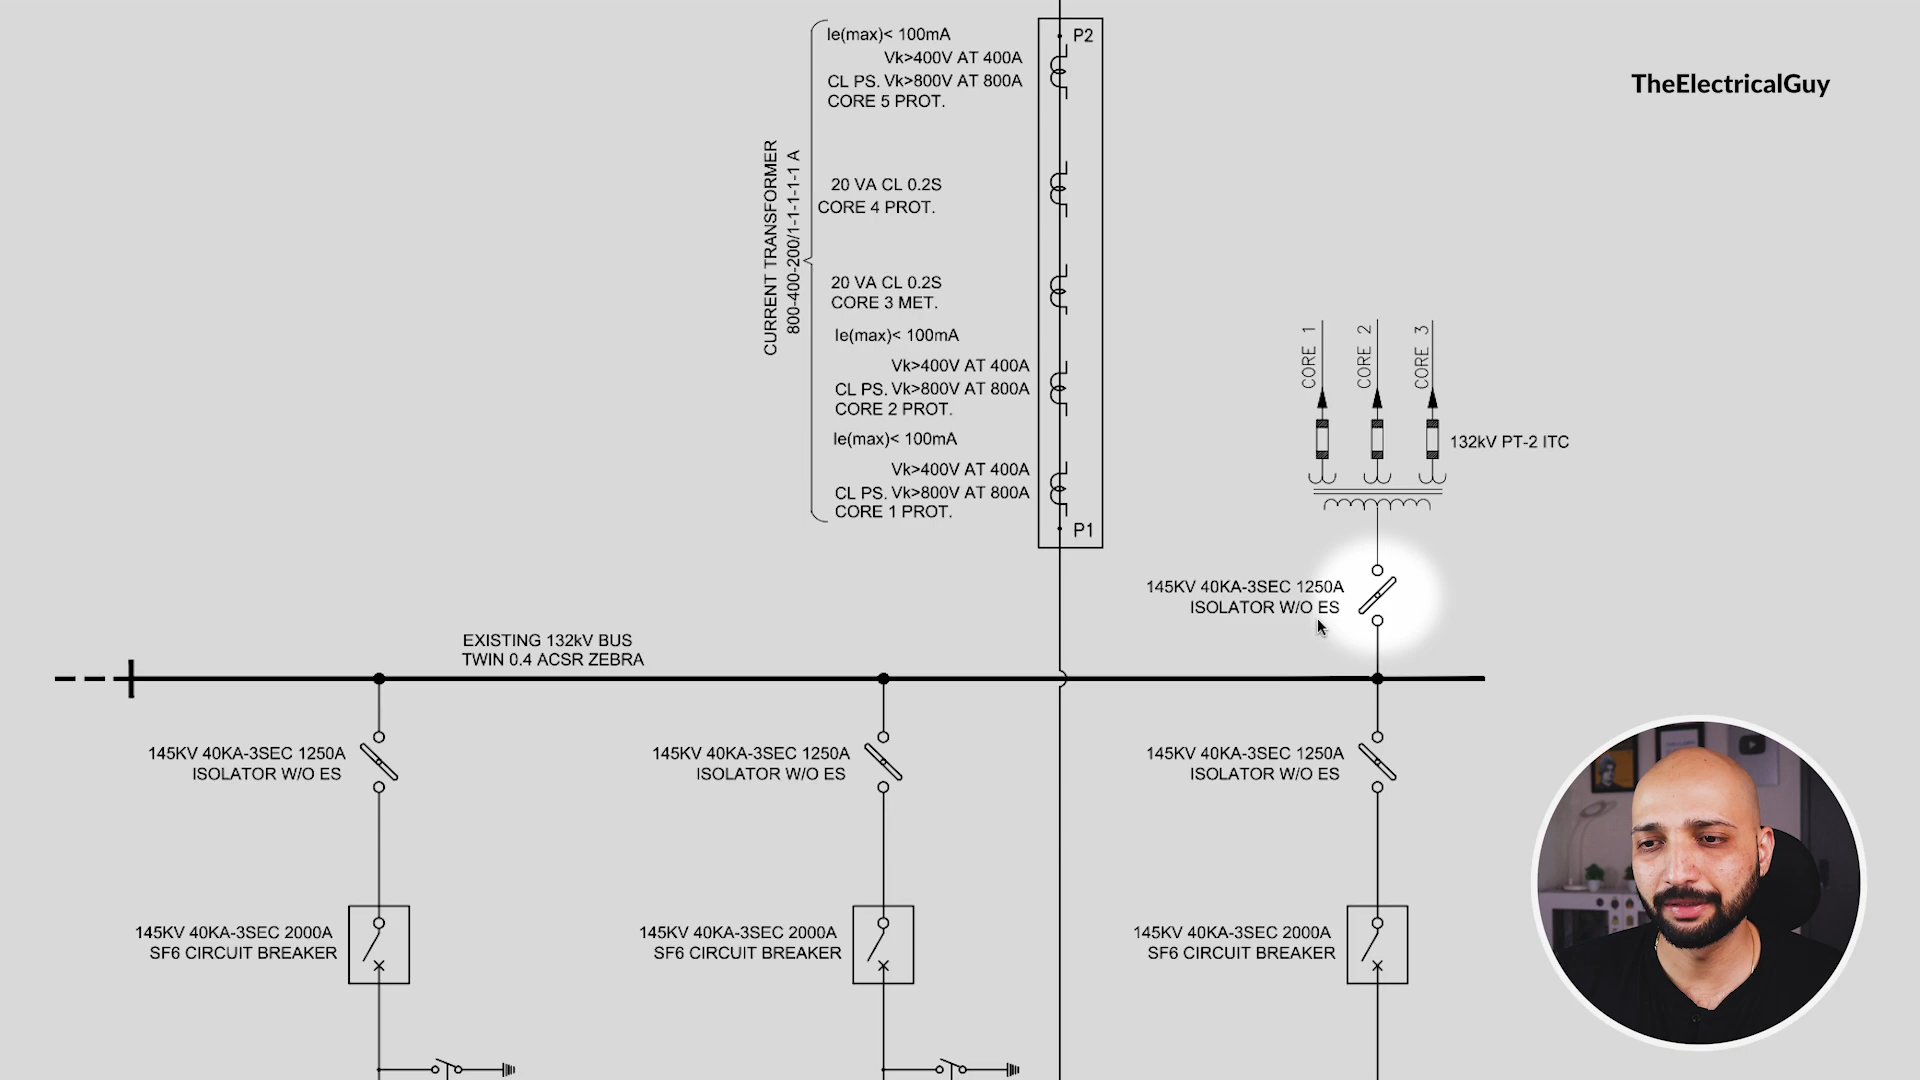 TheElectricalGuy
Ie(max)< 100mA
Vk>400V AT 400A
CL PS. Vk>800V AT 800A
CORE 5 PROT.
P2
CURRENT TRANSFORMER
800-400-200/1-1-1-1-1 A
20 VA CL 0.2S
CORE 4 PROT.
20 VA CL 0.2S
CORE 3 MET.
Ie(max)< 100mA
Vk>400V AT 400A
CL PS. Vk>800V AT 800A
CORE 2 PROT.
Ie(max)< 100mA
Vk>400V AT 400A
CL PS. Vk>800V AT 800A
CORE 1 PROT.
P1
CORE 1
CORE 2
CORE 3
132kV PT-2 ITC
145KV 40KA-3SEC 1250A
ISOLATOR W/O ES
EXISTING 132kV BUS
TWIN 0.4 ACSR ZEBRA
145KV 40KA-3SEC 1250A
ISOLATOR W/O ES
145KV 40KA-3SEC 1250A
ISOLATOR W/O ES
145KV 40KA-3SEC 1250A
ISOLATOR W/O ES
145KV 40KA-3SEC 2000A
SF6 CIRCUIT BREAKER
145KV 40KA-3SEC 2000A
SF6 CIRCUIT BREAKER
145KV 40KA-3SEC 2000A
SF6 CIRCUIT BREAKER